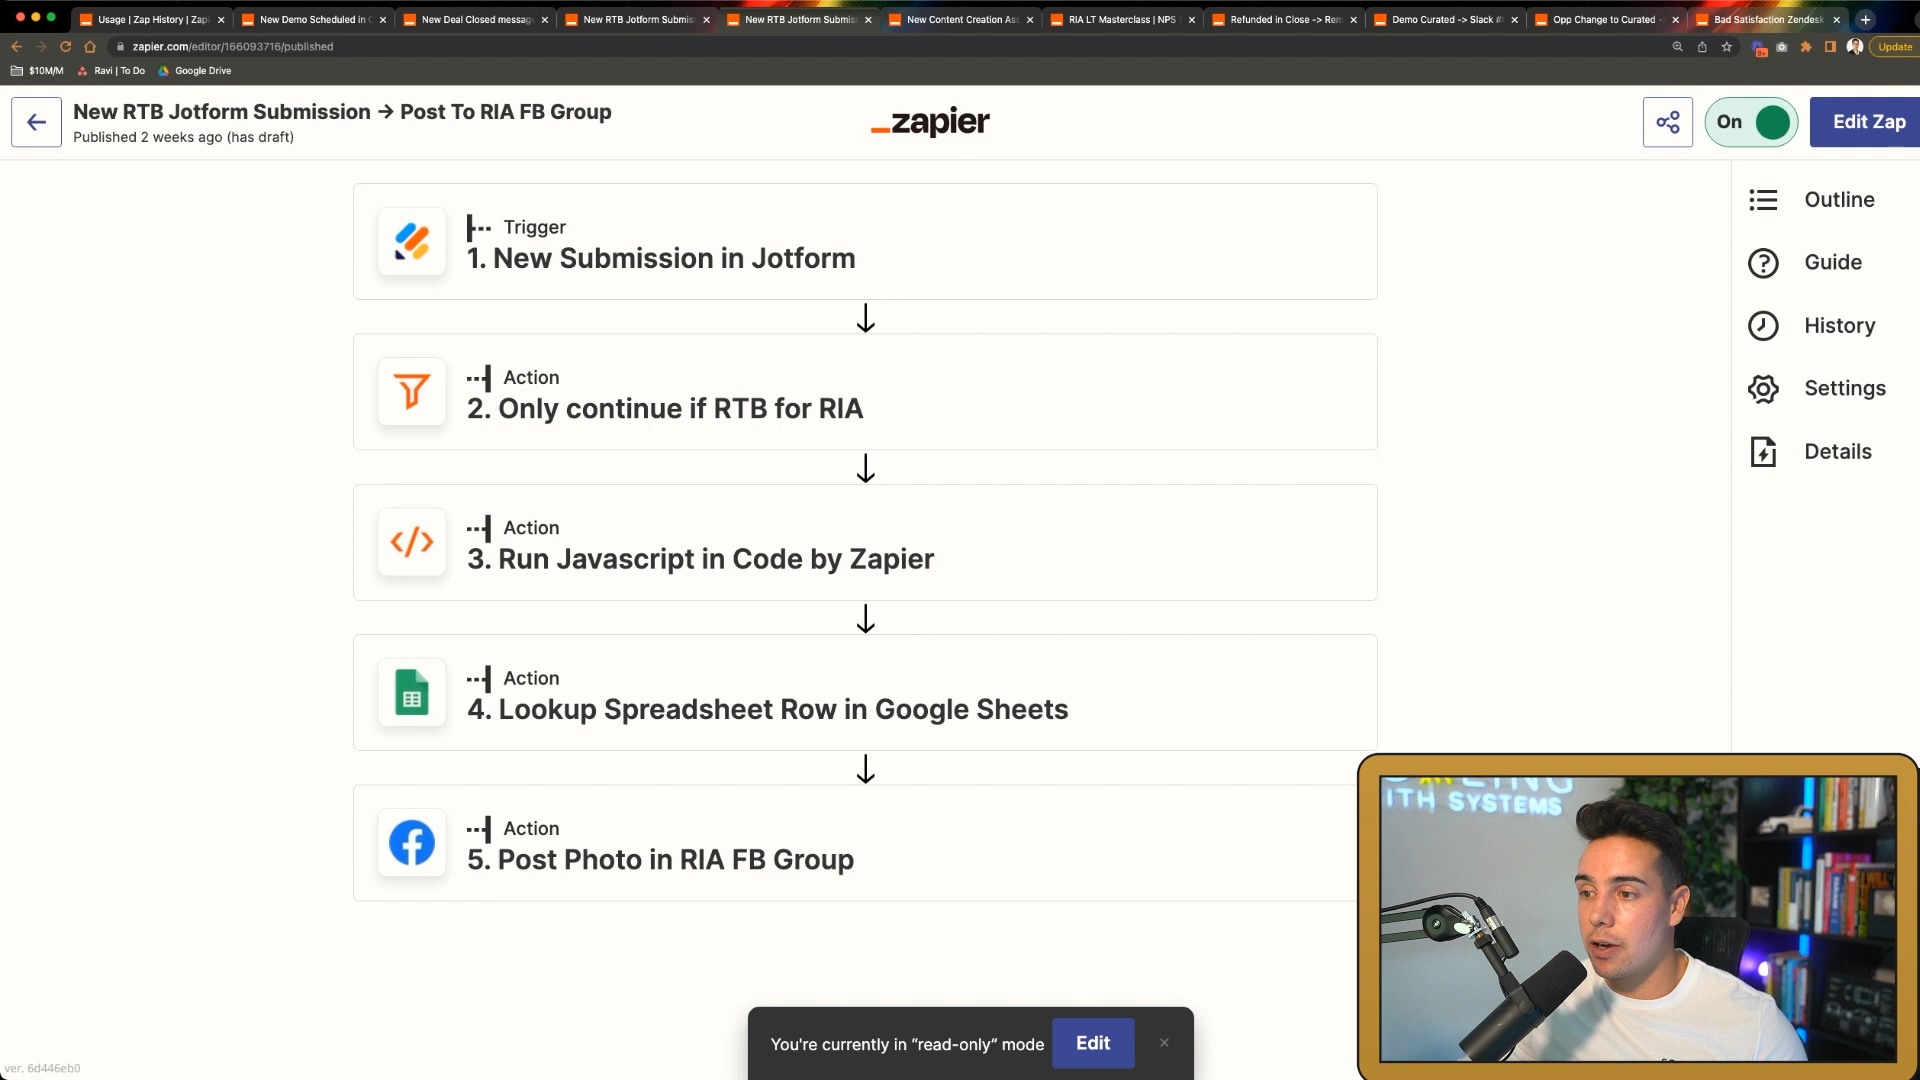 Usage | Zap History | Zapi
New Demo Scheduled in C
New Deal Closed messag
New RTB Jotform Submis
New RTB Jotform Submis
New Content Creation As
RIA LT Masterclass | NPS
Refunded in Close -> Rem
Demo Curated -> Slack #
Opp Change to Curated -
Bad Satisfaction Zendesk
zapier.com/editor/166093716/published
Update
$10M/M
Ravi | To Do
Google Drive
New RTB Jotform Submission → Post To RIA FB Group
Published 2 weeks ago (has draft)
_zapier
On
Edit Zap
Trigger
1. New Submission in Jotform
Action
2. Only continue if RTB for RIA
Action
3. Run Javascript in Code by Zapier
Action
4. Lookup Spreadsheet Row in Google Sheets
Action
5. Post Photo in RIA FB Group
Outline
Guide
History
Settings
Details
ITH SYSTEMS
You're currently in “read-only” mode
Edit
ver. 6d446eb0